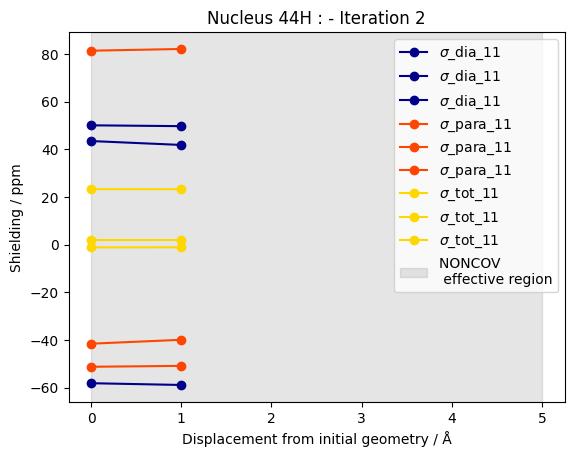 Nucleus 44H : - Iteration 2
80
60
40
20
0
−20
−40
−60
Shielding / ppm
0
1
2
3
4
5
Displacement from initial geometry / Å
σ_dia_11
σ_dia_11
σ_dia_11
σ_para_11
σ_para_11
σ_para_11
σ_tot_11
σ_tot_11
σ_tot_11
NONCOV
effective region